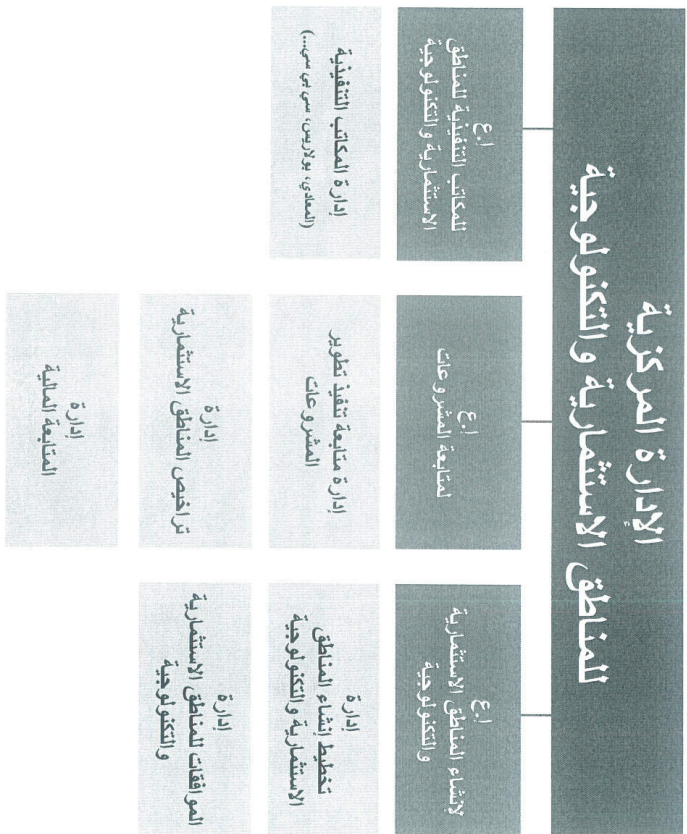 الإدارة المركزية
للمناطق الاستثمارية والتكنولوجية
ا.ع
لإنشاء المناطق الاستثمارية
والتكنولوجية
إدارة
تخطيط إنشاء المناطق
الاستثمارية والتكنولوجية
إدارة
الموافقات للمناطق الاستثمارية
والتكنولوجية
ا.ع
لمتابعة المشروعات
إدارة متابعة تنفيذ تطوير
المشروعات
إدارة
تراخيص المناطق الاستثمارية
إدارة
المتابعة المالية
ا.ع
للمكاتب التنفيذية للمناطق
الاستثمارية والتكنولوجية
إدارة المكاتب التنفيذية
(المعادي، بولاريس، سي بي سي...)